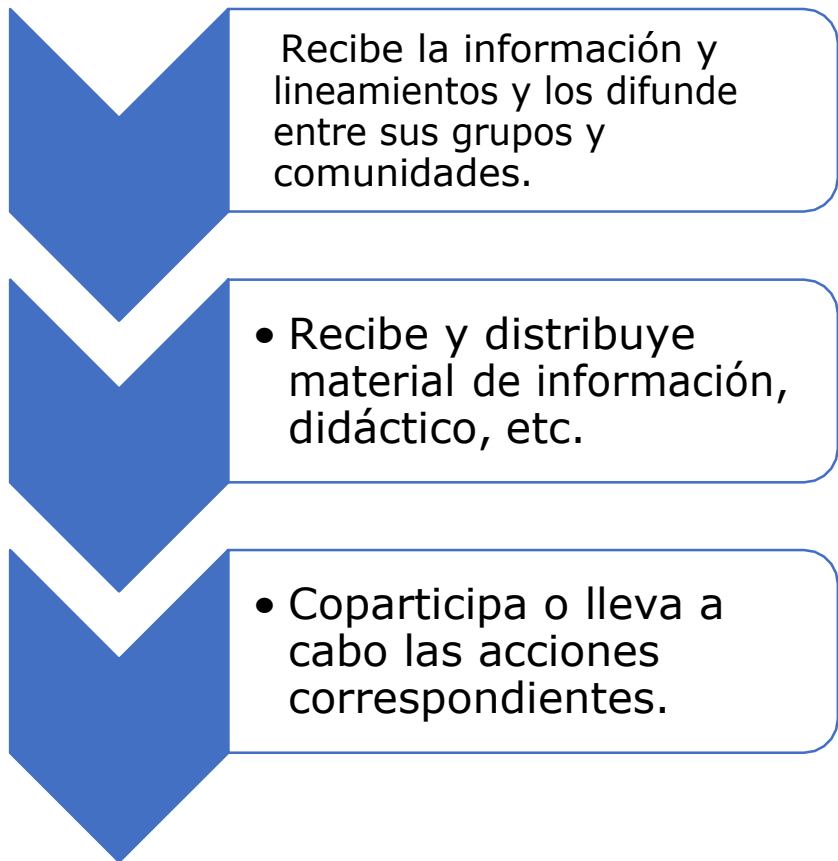 Recibe la información y
lineamientos y los difunde
entre sus grupos y
comunidades.
• Recibe y distribuye
material de información,
didáctico, etc.
• Coparticipa o lleva a
cabo las acciones
correspondientes.